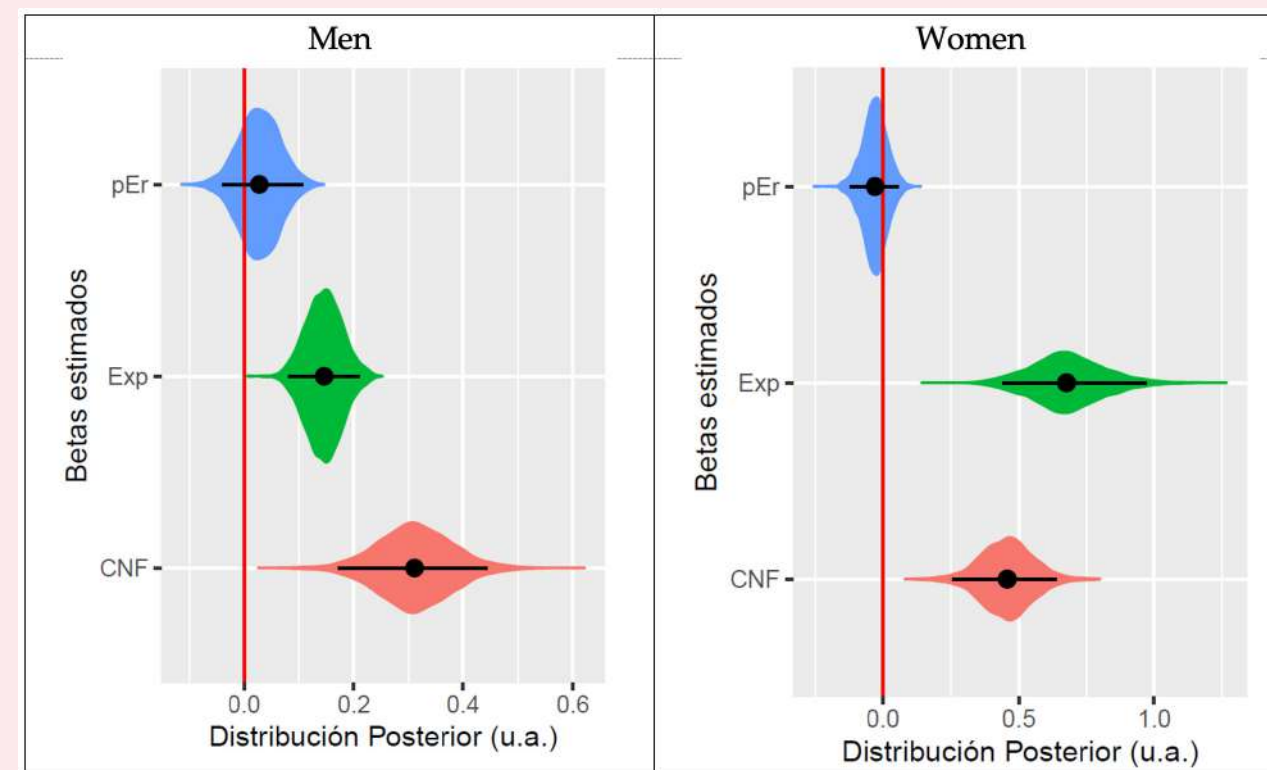 Men
Women
Betas estimados
pEr
Exp
CNF
0.0 0.2 0.4 0.6
Distribución Posterior (u.a.)
Betas estimados
pEr
Exp
CNF
0.0 0.5 1.0
Distribución Posterior (u.a.)